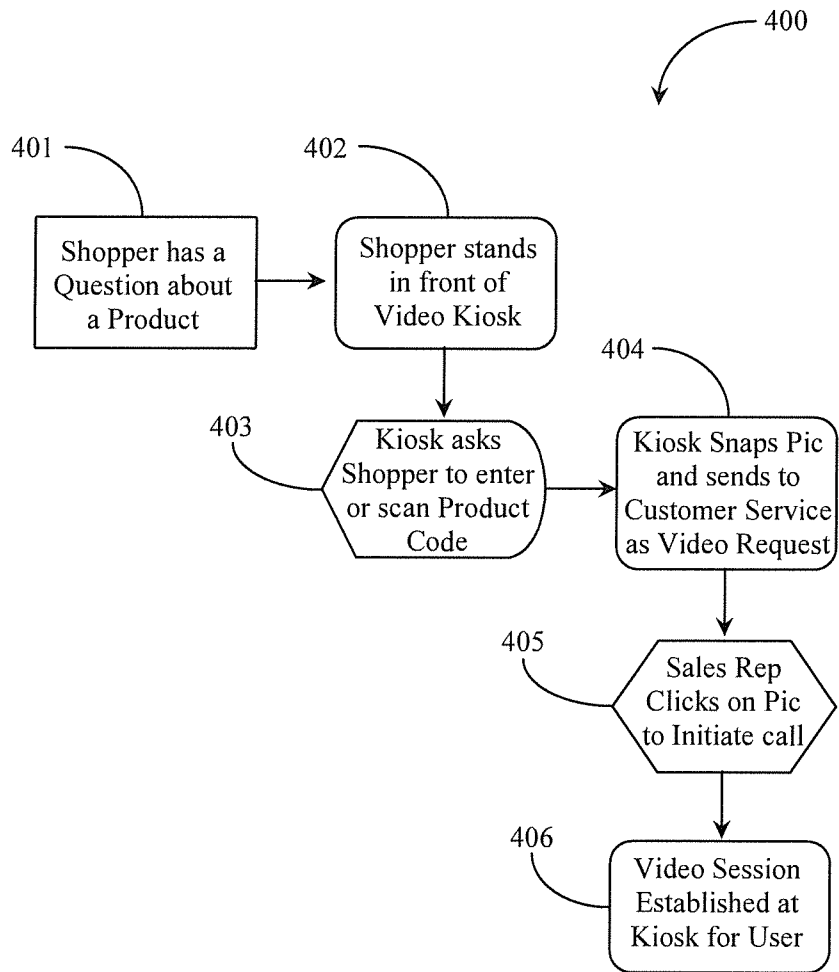 400
401
402
Shopper has a
Question about
a Product
Shopper stands
in front of
Video Kiosk
403
404
Kiosk asks
Shopper to enter
or scan Product
Code
Kiosk Snaps Pic
and sends to
Customer Service
as Video Request
405
Sales Rep
Clicks on Pic
to Initiate call
406
Video Session
Established at
Kiosk for User